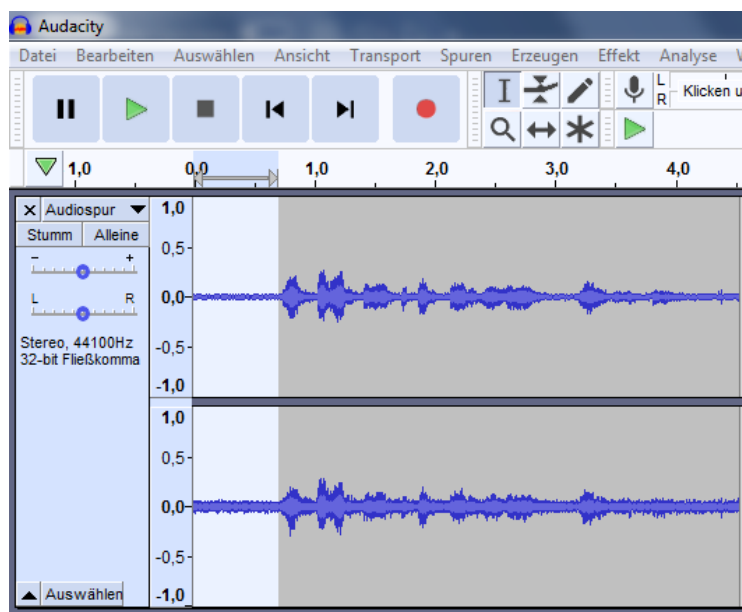 Audacity
Datei Bearbeiten Auswählen Ansicht Transport Spuren Erzeugen Effekt Analyse
L
R
Klicken u
1,0 0,0 1,0 2,0 3,0 4,0
X Audiospur 1,0
Stumm Alleine
0,5-
- +
L R
0,0-
Stereo, 44100Hz
32-bit Fließkomma
-0,5-
-1,0
1,0
0,5-
0,0-
-0,5-
Auswählen -1,0